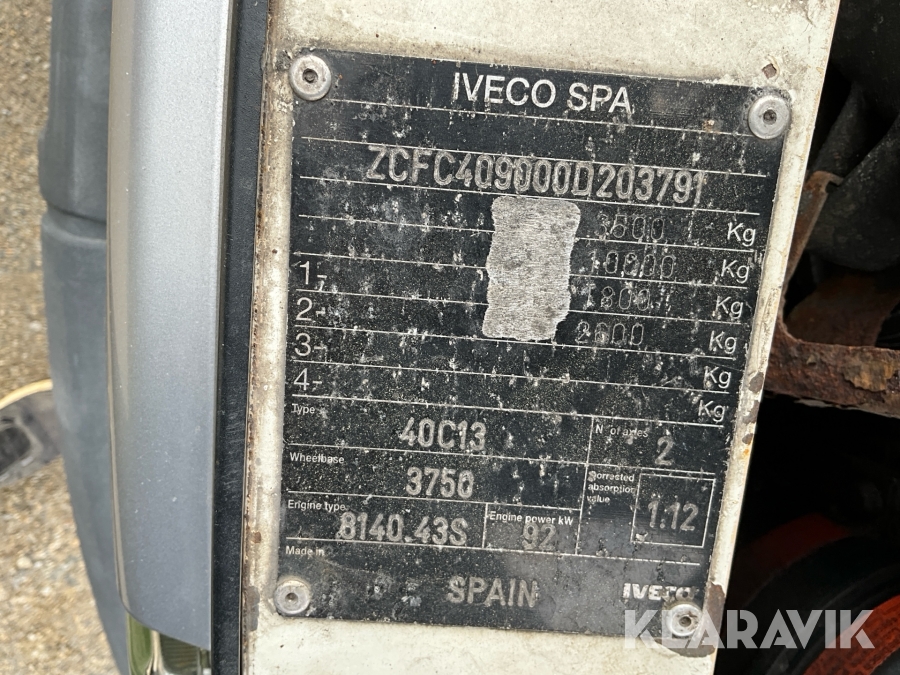 IVECO SPA
ZCFC409000D203791
3500 Kg
Kg
1- Kg
2- 2600 Kg
3- Kg
4- Kg
Type 40C13 N. of axles 2
Wheelbase 3750 Corrected absorption value 1.12
Engine type 8140.43S Engine power kW 92
Made in SPAIN IVECO
KLARAVIK